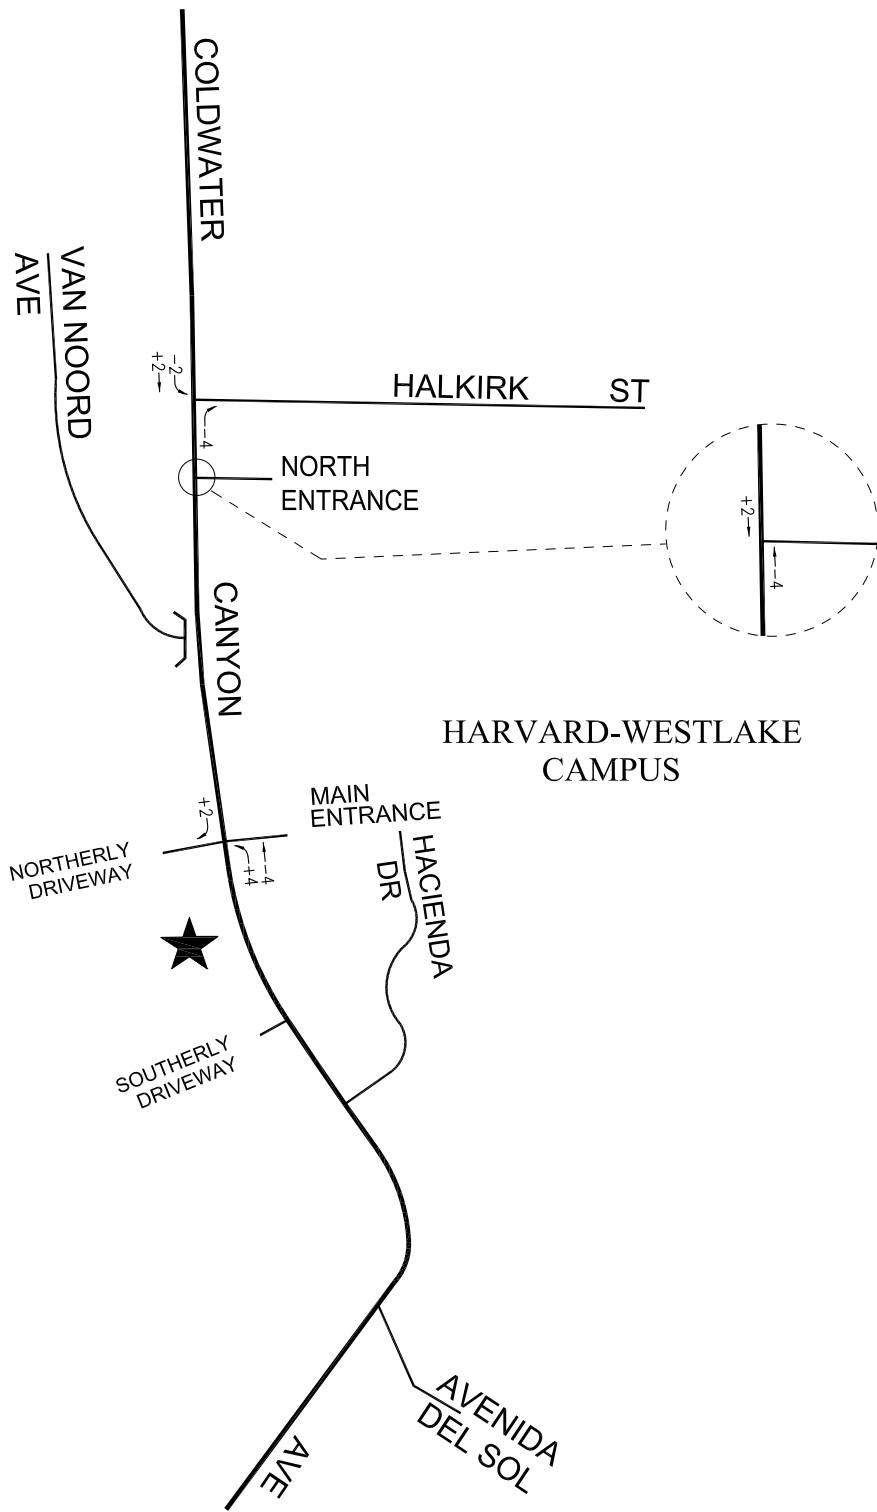 COLDWATER
VAN NOORD
AVE
-2
+2
HALKIRK ST
-4
NORTH
ENTRANCE
+2
-4
CANYON
HARVARD-WESTLAKE
CAMPUS
MAIN
ENTRANCE
+2
-4
+4
NORTHERLY
DRIVEWAY
HACIENDA
DR
SOUTHERLY
DRIVEWAY
AVENIDA
DEL SOL
AVE